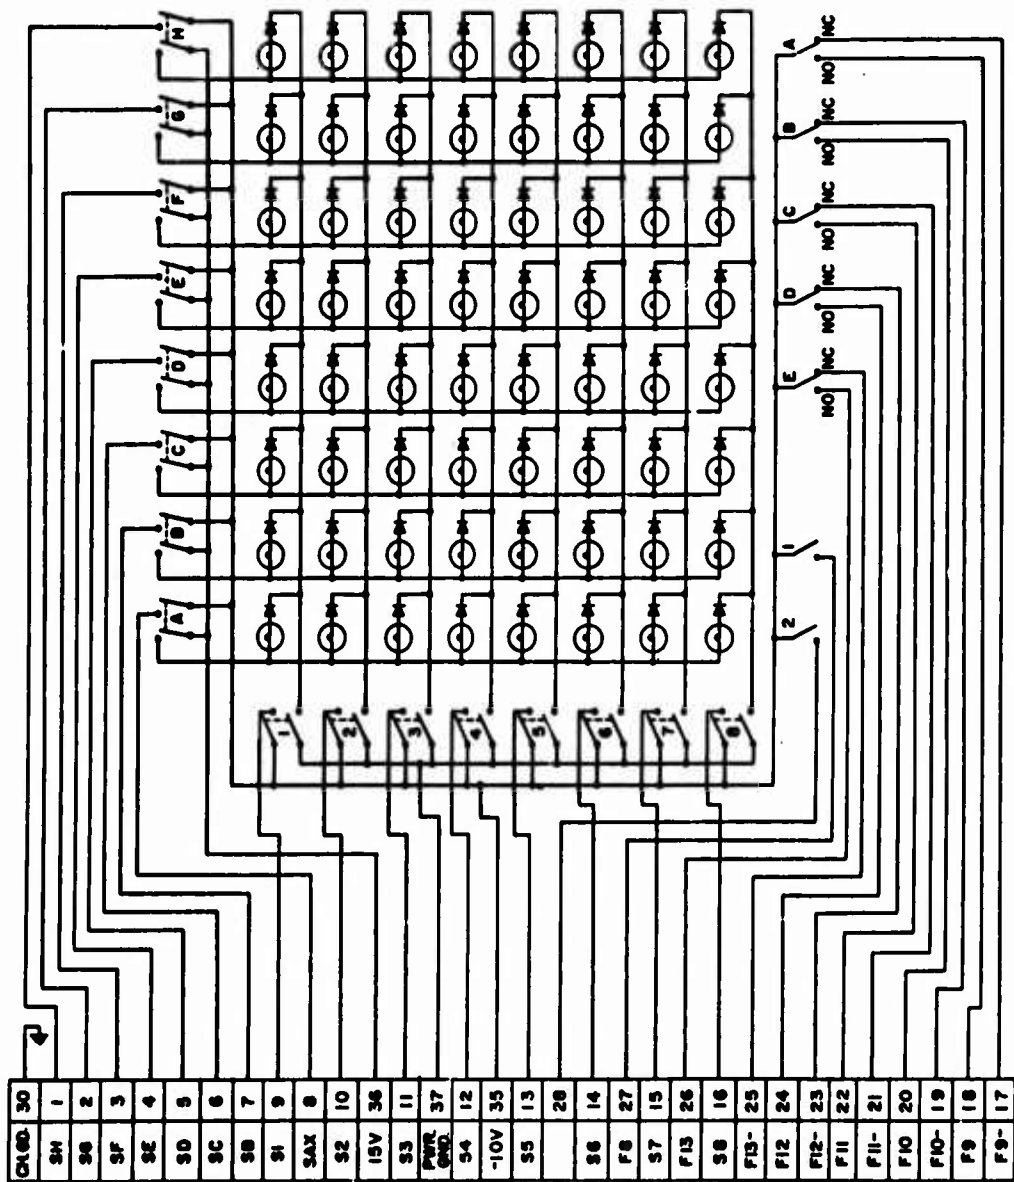 H G F E D C B A
1 2 3 4 5 6 7 8
A NC NO
B NC NO
C NC NO
D NC NO
E NC NO
1
2
CH.GD. 30
SH 1
SG 2
SF 3
SE 4
SD 5
SC 6
SB 7
S1 9
SAX 8
S2 10
15V 36
S3 11
PWR. GND. 37
S4 12
-10V 35
S5 13
28
S6 14
F8 27
S7 15
F13 26
S8 16
F13- 25
F12 24
F12- 23
F11 22
F11- 21
F10 20
F10- 19
F9 18
F9- 17